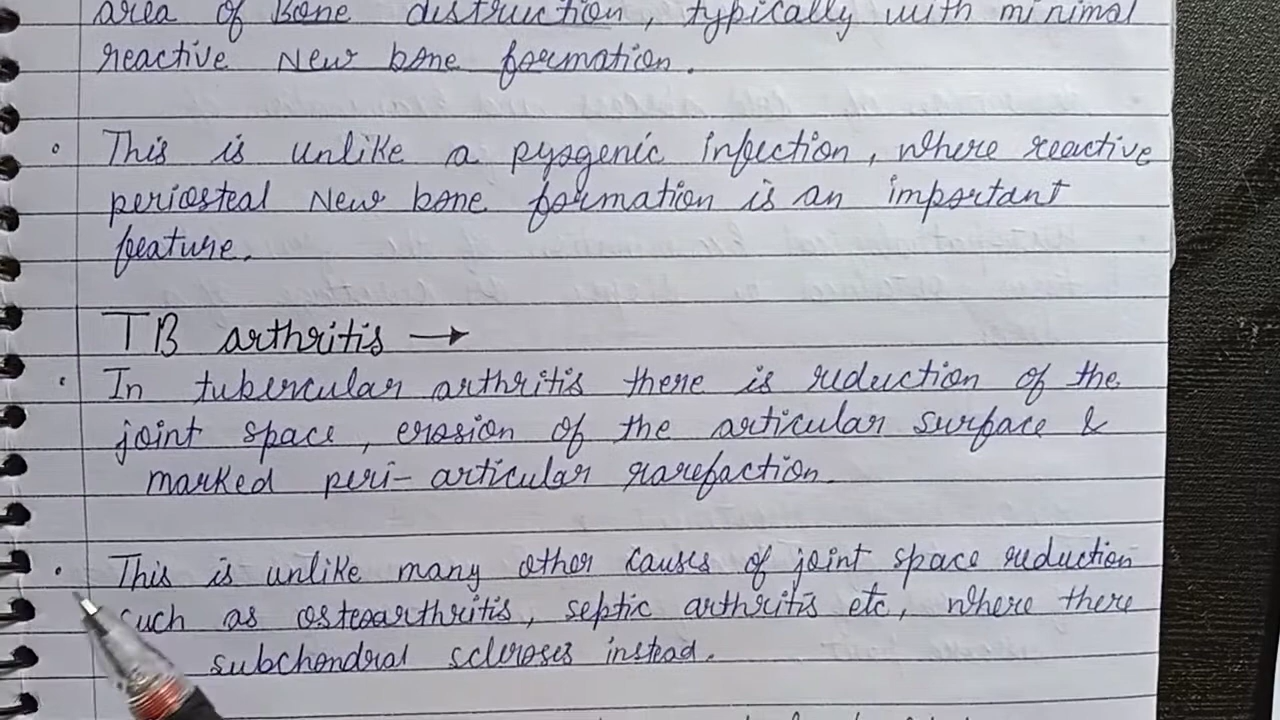 area of Bone distruction, typically with minimal
reactive New bone formation.
This is unlike a pyogenic infection, where reactive
periosteal New bone formation is an important
feature.
TB arthritis →
In tubercular arthritis there is reduction of the
joint space, erosion of the articular surface &
marked peri-articular rarefaction.
This is unlike many other causes of joint space reduction
such as osteoarthritis, septic arthritis etc, where there
subchondral scleroses instead.